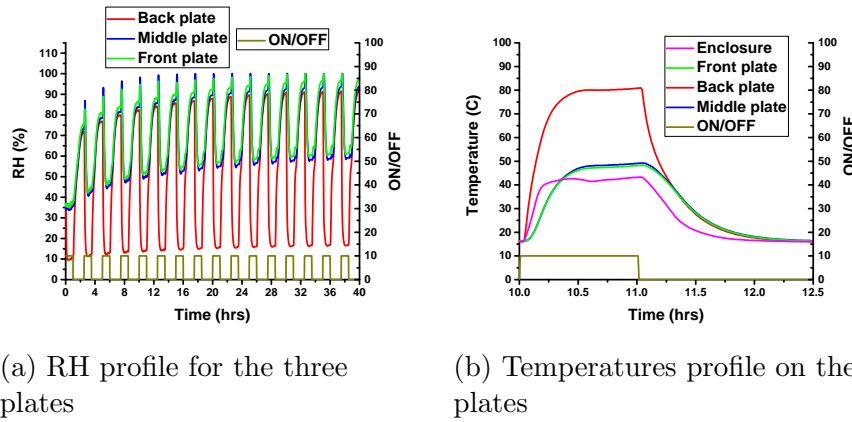 Back plate
Middle plate
Front plate
ON/OFF
110
100
90
80
70
60
50
40
30
20
10
0
RH (%)
100
90
80
70
60
50
40
30
20
10
0
ON/OFF
0 4 8 12 16 20 24 28 32 36 40
Time (hrs)
(a) RH profile for the three
plates
Enclosure
Front plate
Back plate
Middle plate
ON/OFF
100
90
80
70
60
50
40
30
20
10
0
Temperature (C)
100
90
80
70
60
50
40
30
20
10
0
ON/OFF
10.0 10.5 11.0 11.5 12.0 12.5
Time (hrs)
(b) Temperatures profile on the
plates